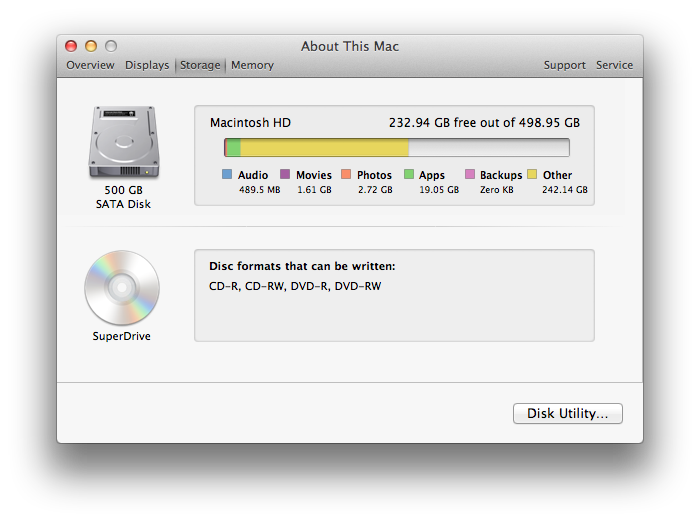 About This Mac
Overview Displays Storage Memory Support Service
Macintosh HD 232.94 GB free out of 498.95 GB
Audio Movies Photos Apps Backups Other
489.5 MB 1.61 GB 2.72 GB 19.05 GB Zero KB 242.14 GB
500 GB
SATA Disk
Disc formats that can be written:
CD-R, CD-RW, DVD-R, DVD-RW
SuperDrive
Disk Utility...